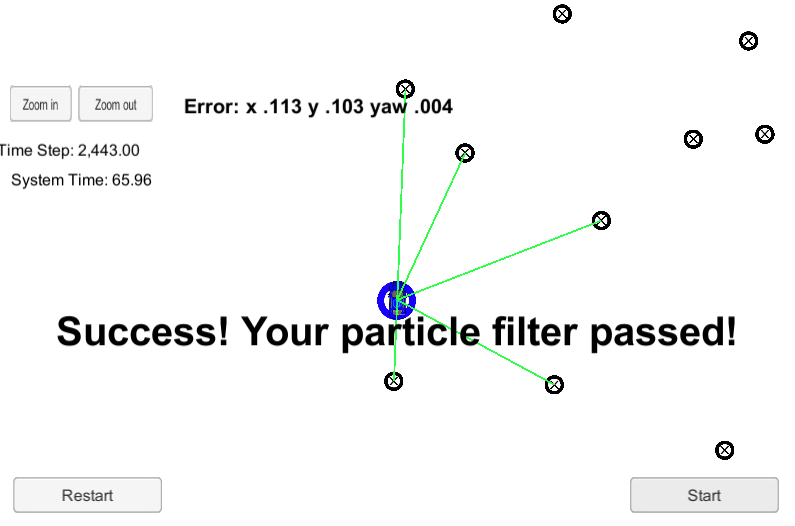 Zoom in
Zoom out
Error: x .113 y .103 yaw .004
Time Step: 2,443.00
System Time: 65.96
Success! Your particle filter passed!
Restart
Start